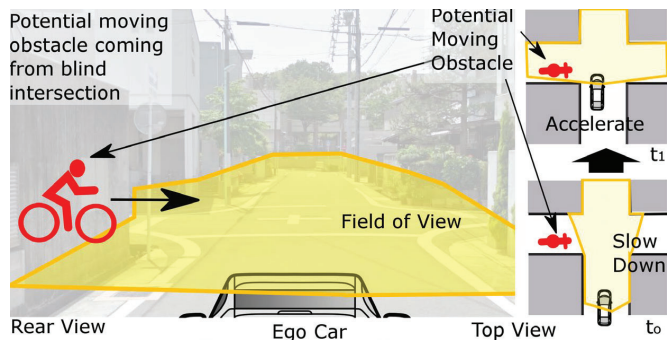 Potential moving
obstacle coming
from blind
intersection
Potential
Moving
Obstacle
Accelerate
t1
Field of View
Slow
Down
Rear View
Ego Car
Top View
to